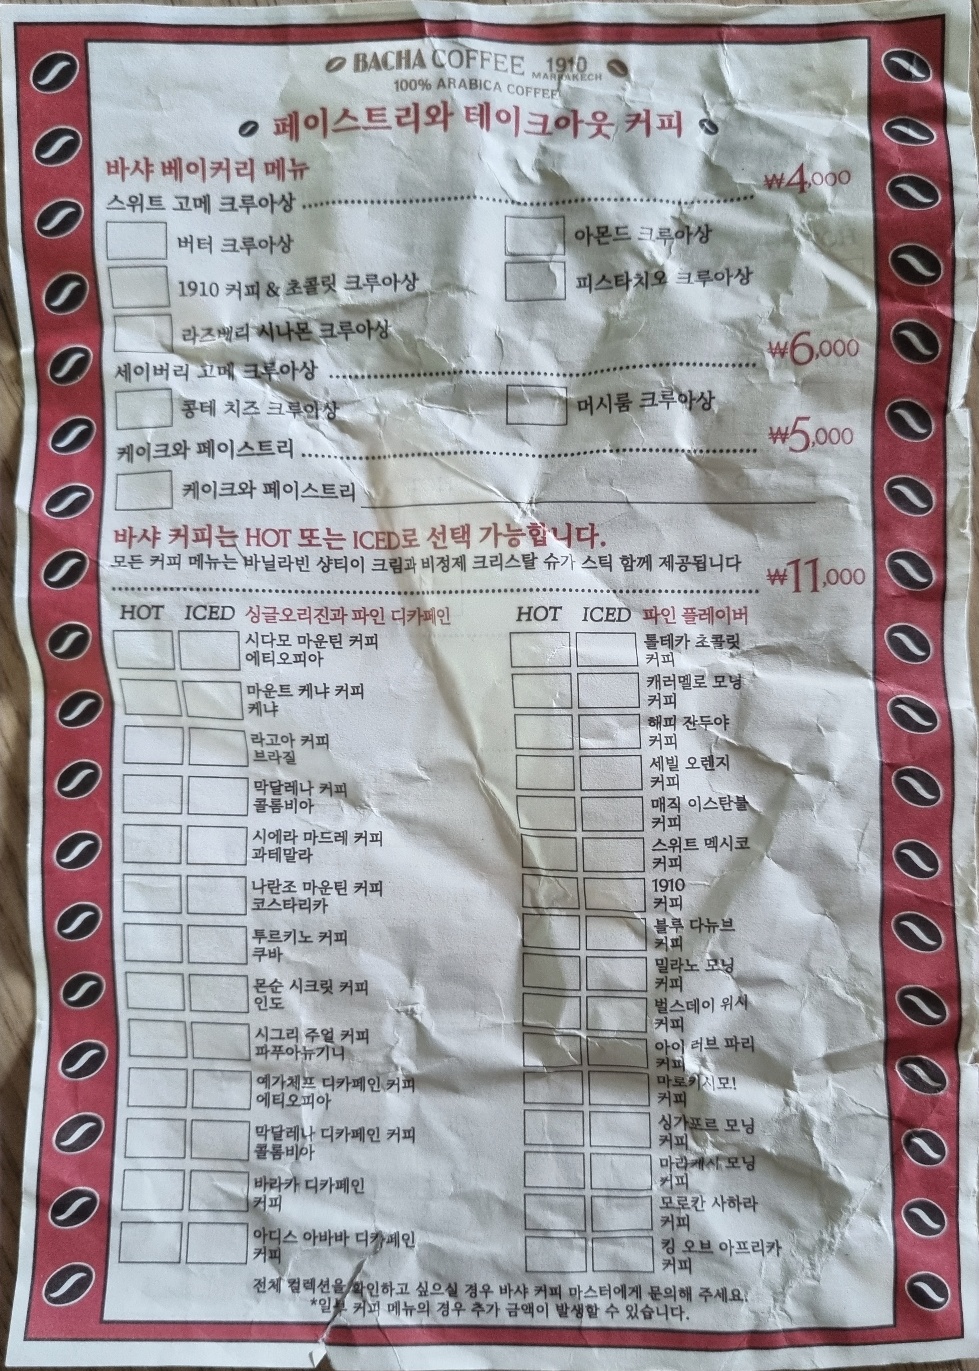 BACHA COFFEE 1910
MARRAKECH
100% ARABICA COFFEE
페이스트리와 테이크아웃 커피
바샤 베이커리 메뉴
스위트 고메 크루아상 ₩4,000
버터 크루아상
아몬드 크루아상
1910 커피 & 초콜릿 크루아상
피스타치오 크루아상
라즈베리 시나몬 크루아상
세이버리 고메 크루아상 ₩6,000
콩테 치즈 크루아상
머시룸 크루아상
케이크와 페이스트리 ₩5,000
케이크와 페이스트리
바샤 커피는 HOT 또는 ICED로 선택 가능합니다.
모든 커피 메뉴는 바닐라빈 샹티이 크림과 비정제 크리스탈 슈가 스틱 함께 제공됩니다
₩11,000
HOT ICED 싱글오리진과 파인 디카페인
시다모 마운틴 커피
에티오피아
마운트 케냐 커피
케냐
라고아 커피
브라질
막달레나 커피
콜롬비아
시에라 마드레 커피
과테말라
나란조 마운틴 커피
코스타리카
투르키노 커피
쿠바
몬순 시크릿 커피
인도
시그리 주얼 커피
파푸아뉴기니
예가체프 디카페인 커피
에티오피아
막달레나 디카페인 커피
콜롬비아
바라카 디카페인
커피
아디스 아바바 디카페인
커피
HOT ICED 파인 플레이버
톨테카 초콜릿
커피
캐러멜로 모닝
커피
해피 잔두야
커피
세빌 오렌지
커피
매직 이스탄불
커피
스위트 멕시코
커피
1910
커피
블루 다뉴브
커피
밀라노 모닝
커피
벌스데이 위시
커피
아이 러브 파리
커피
마로키시모!
커피
싱가포르 모닝
커피
마라케시 모닝
커피
모로칸 사하라
커피
킹 오브 아프리카
커피
전체 컬렉션을 확인하고 싶으실 경우 바샤 커피 마스터에게 문의해 주세요.
*일부 커피 메뉴의 경우 추가 금액이 발생할 수 있습니다.